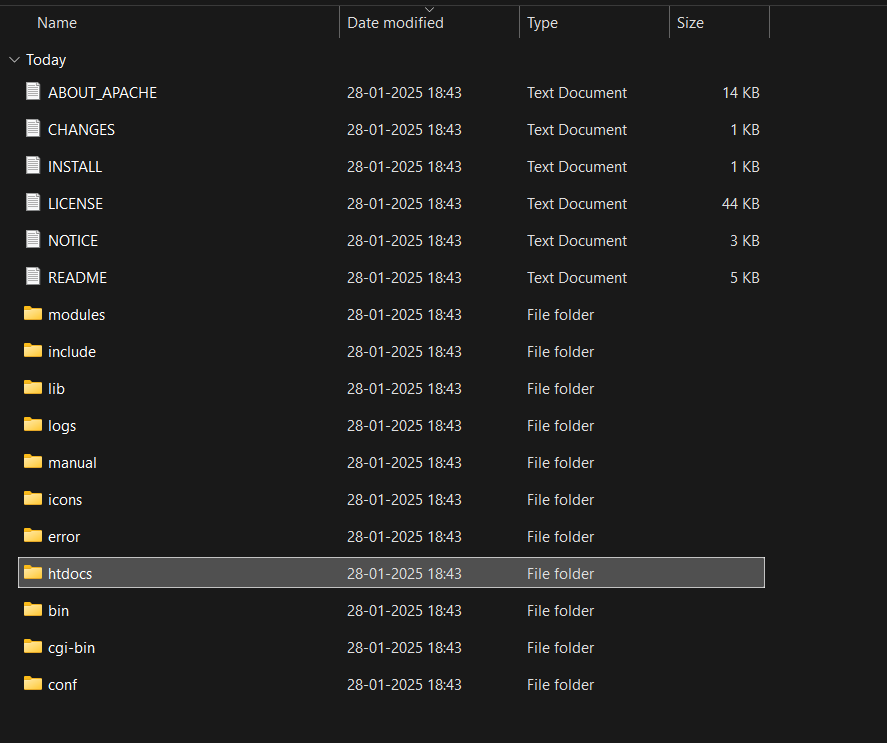 Name Date modified Type Size
Today
ABOUT_APACHE 28-01-2025 18:43 Text Document 14 KB
CHANGES 28-01-2025 18:43 Text Document 1 KB
INSTALL 28-01-2025 18:43 Text Document 1 KB
LICENSE 28-01-2025 18:43 Text Document 44 KB
NOTICE 28-01-2025 18:43 Text Document 3 KB
README 28-01-2025 18:43 Text Document 5 KB
modules 28-01-2025 18:43 File folder
include 28-01-2025 18:43 File folder
lib 28-01-2025 18:43 File folder
logs 28-01-2025 18:43 File folder
manual 28-01-2025 18:43 File folder
icons 28-01-2025 18:43 File folder
error 28-01-2025 18:43 File folder
htdocs 28-01-2025 18:43 File folder
bin 28-01-2025 18:43 File folder
cgi-bin 28-01-2025 18:43 File folder
conf 28-01-2025 18:43 File folder